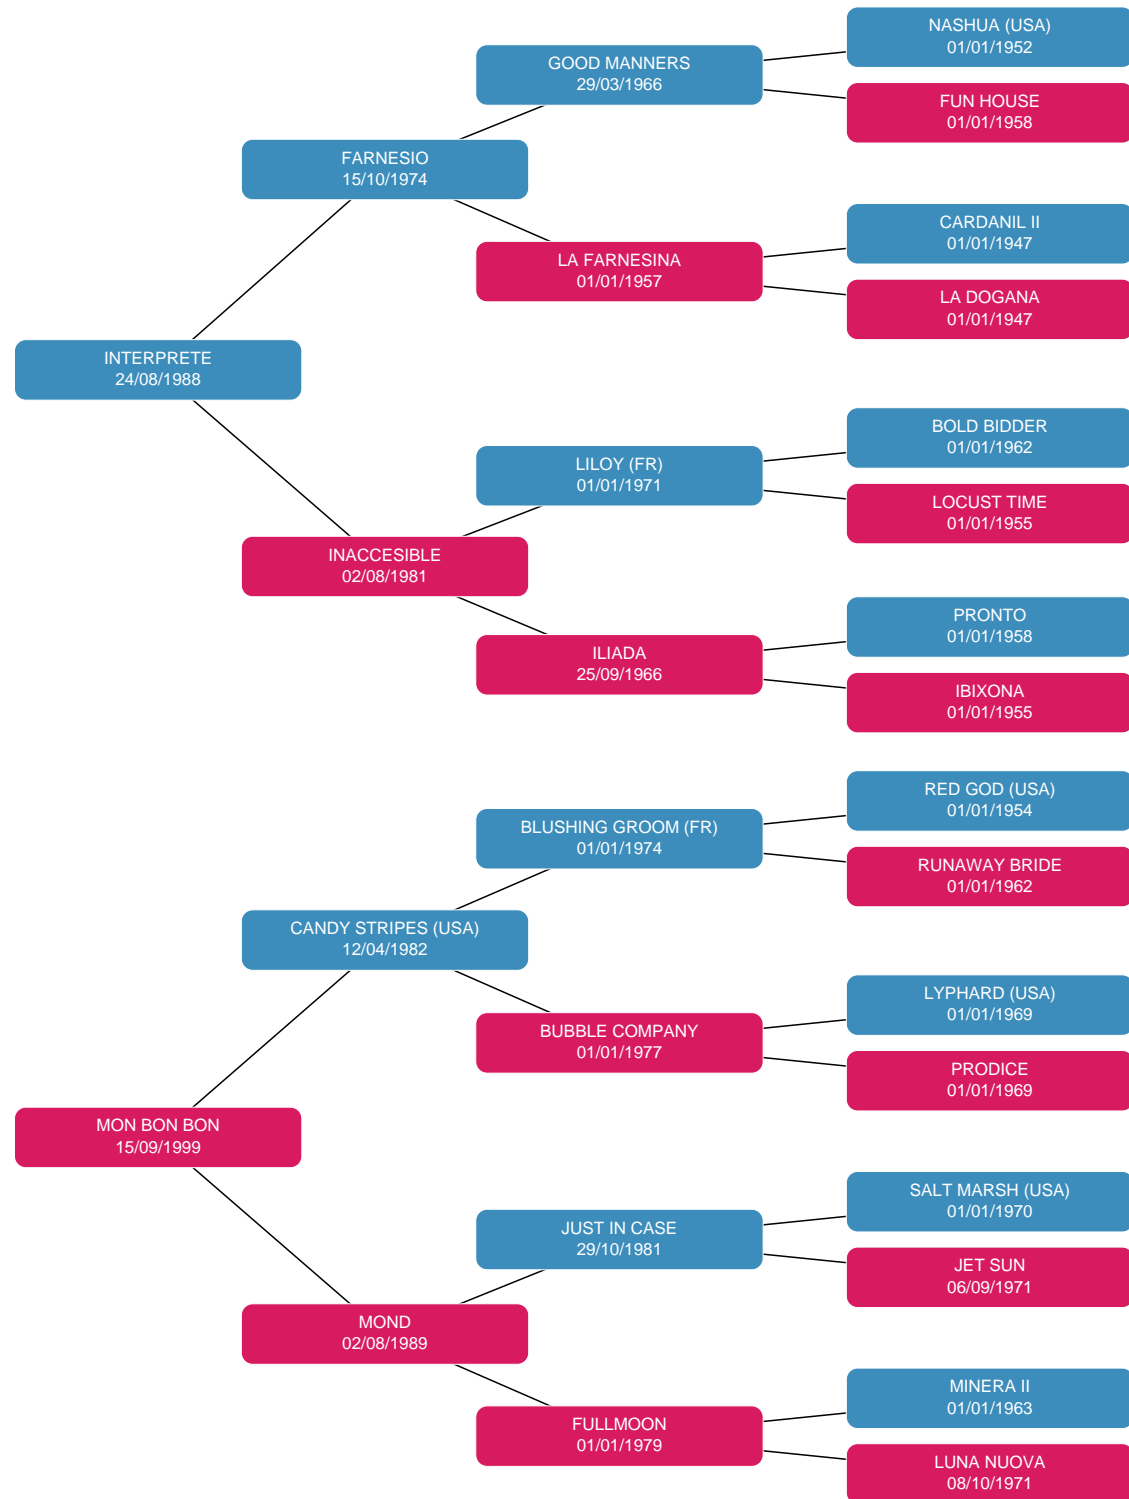 NASHUA (USA)
01/01/1952
GOOD MANNERS
29/03/1966
FUN HOUSE
01/01/1958
FARNESIO
15/10/1974
CARDANIL II
01/01/1947
LA FARNESINA
01/01/1957
LA DOGANA
01/01/1947
INTERPRETE
24/08/1988
BOLD BIDDER
01/01/1962
LILOY (FR)
01/01/1971
LOCUST TIME
01/01/1955
INACCESIBLE
02/08/1981
PRONTO
01/01/1958
ILIADA
25/09/1966
IBIXONA
01/01/1955
RED GOD (USA)
01/01/1954
BLUSHING GROOM (FR)
01/01/1974
RUNAWAY BRIDE
01/01/1962
CANDY STRIPES (USA)
12/04/1982
LYPHARD (USA)
01/01/1969
BUBBLE COMPANY
01/01/1977
PRODICE
01/01/1969
MON BON BON
15/09/1999
SALT MARSH (USA)
01/01/1970
JUST IN CASE
29/10/1981
JET SUN
06/09/1971
MOND
02/08/1989
MINERA II
01/01/1963
FULLMOON
01/01/1979
LUNA NUOVA
08/10/1971